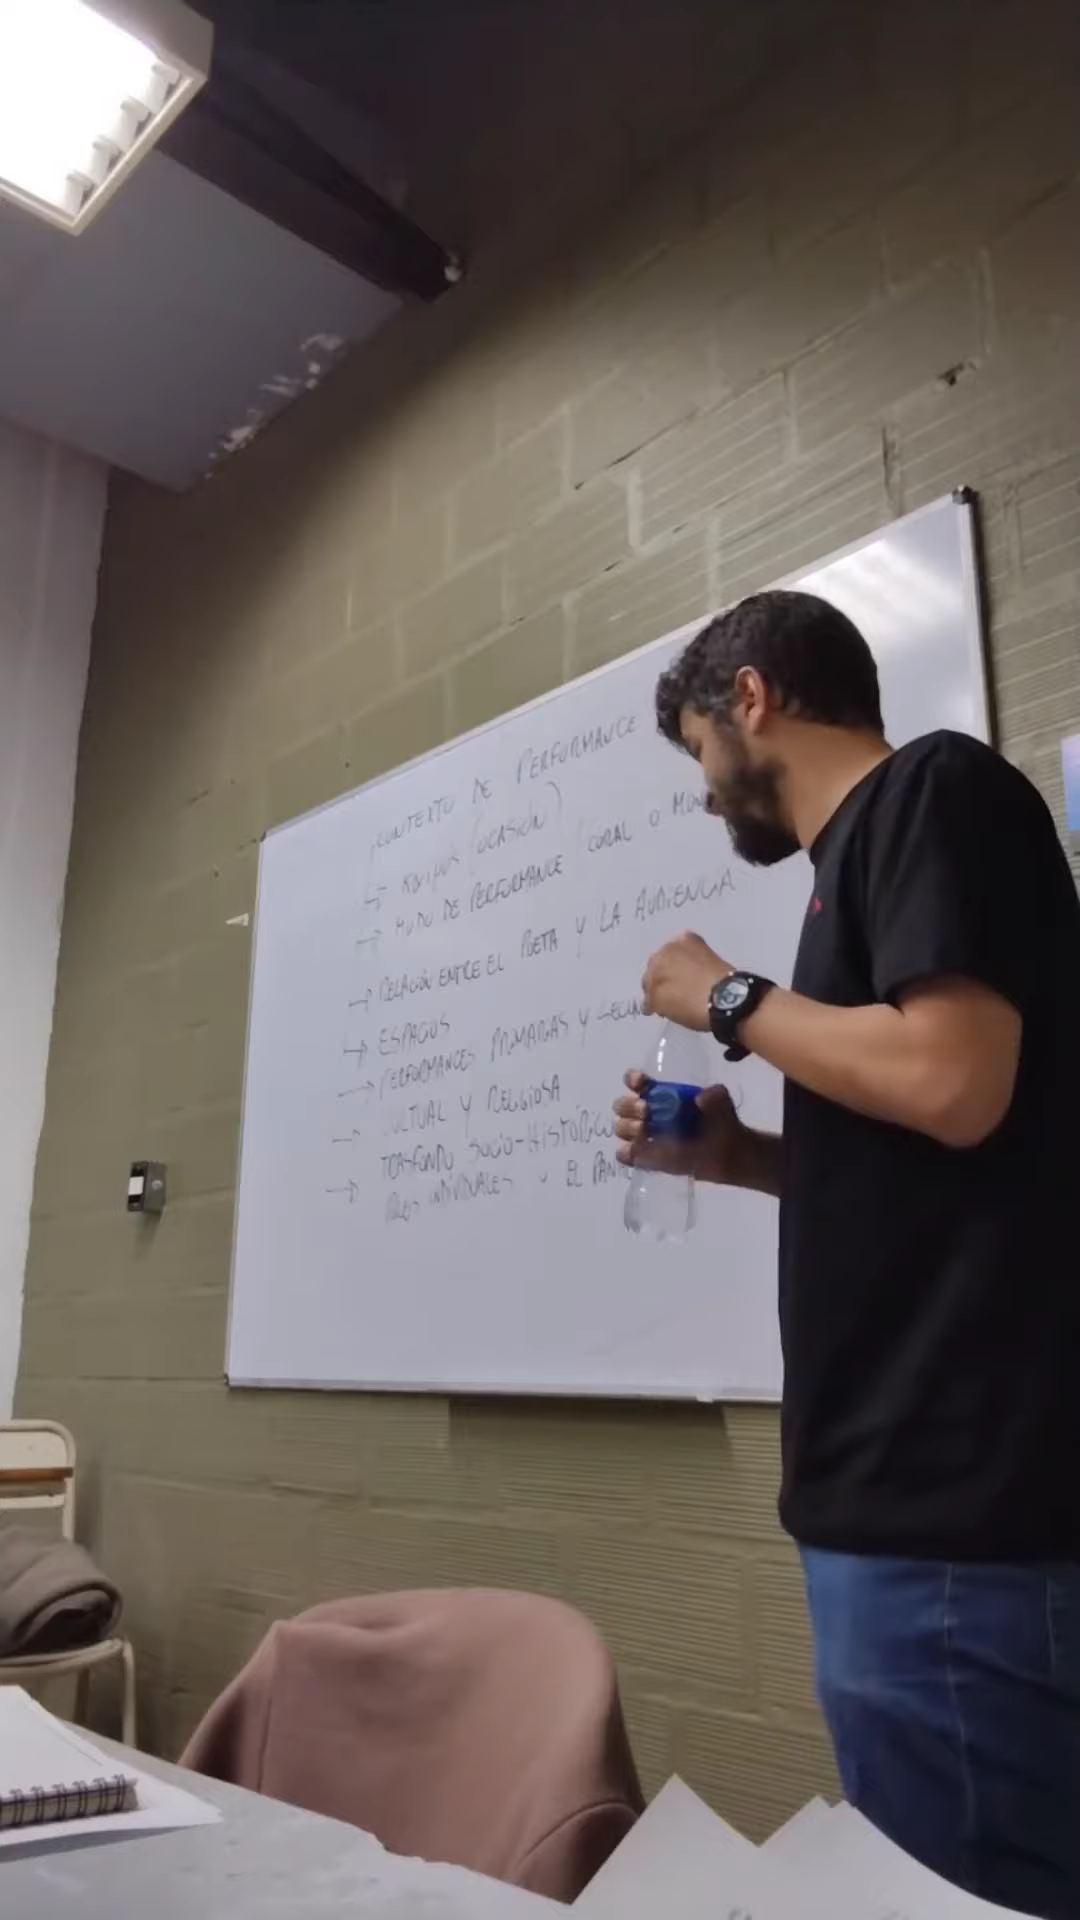 CONTEXTO DE PERFORMANCE
(OCASIÓN)
MODO DE PERFORMANCE CORAL O
RELACIÓN ENTRE EL POETA Y LA AUDIENCIA
ESPACIOS
PERFORMANCES PRIMARIAS Y
CULTUAL Y RELIGIOSA
TRASFONDO SOCIO-HISTÓRICO
INDIVIDUALES O EL